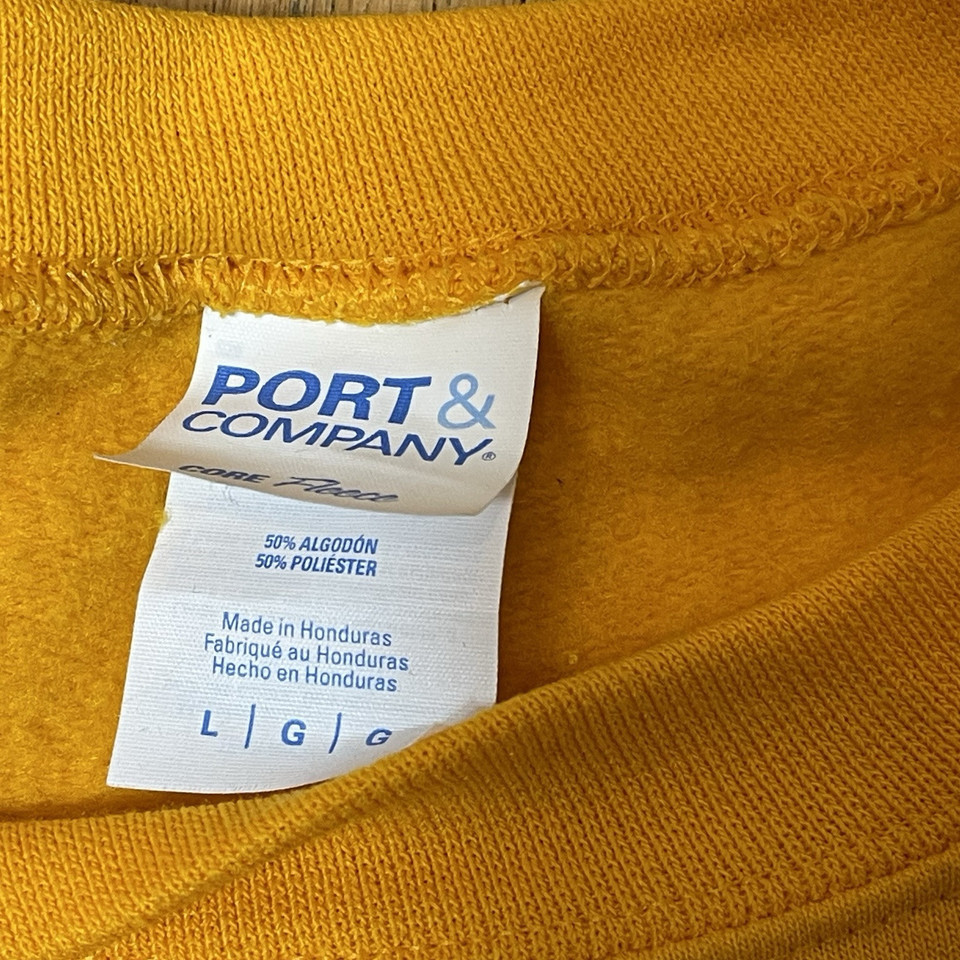 PORT &
COMPANY®
CORE Fleece
50% ALGODÓN
50% POLIÉSTER
Made in Honduras
Fabriqué au Honduras
Hecho en Honduras
L | G | G